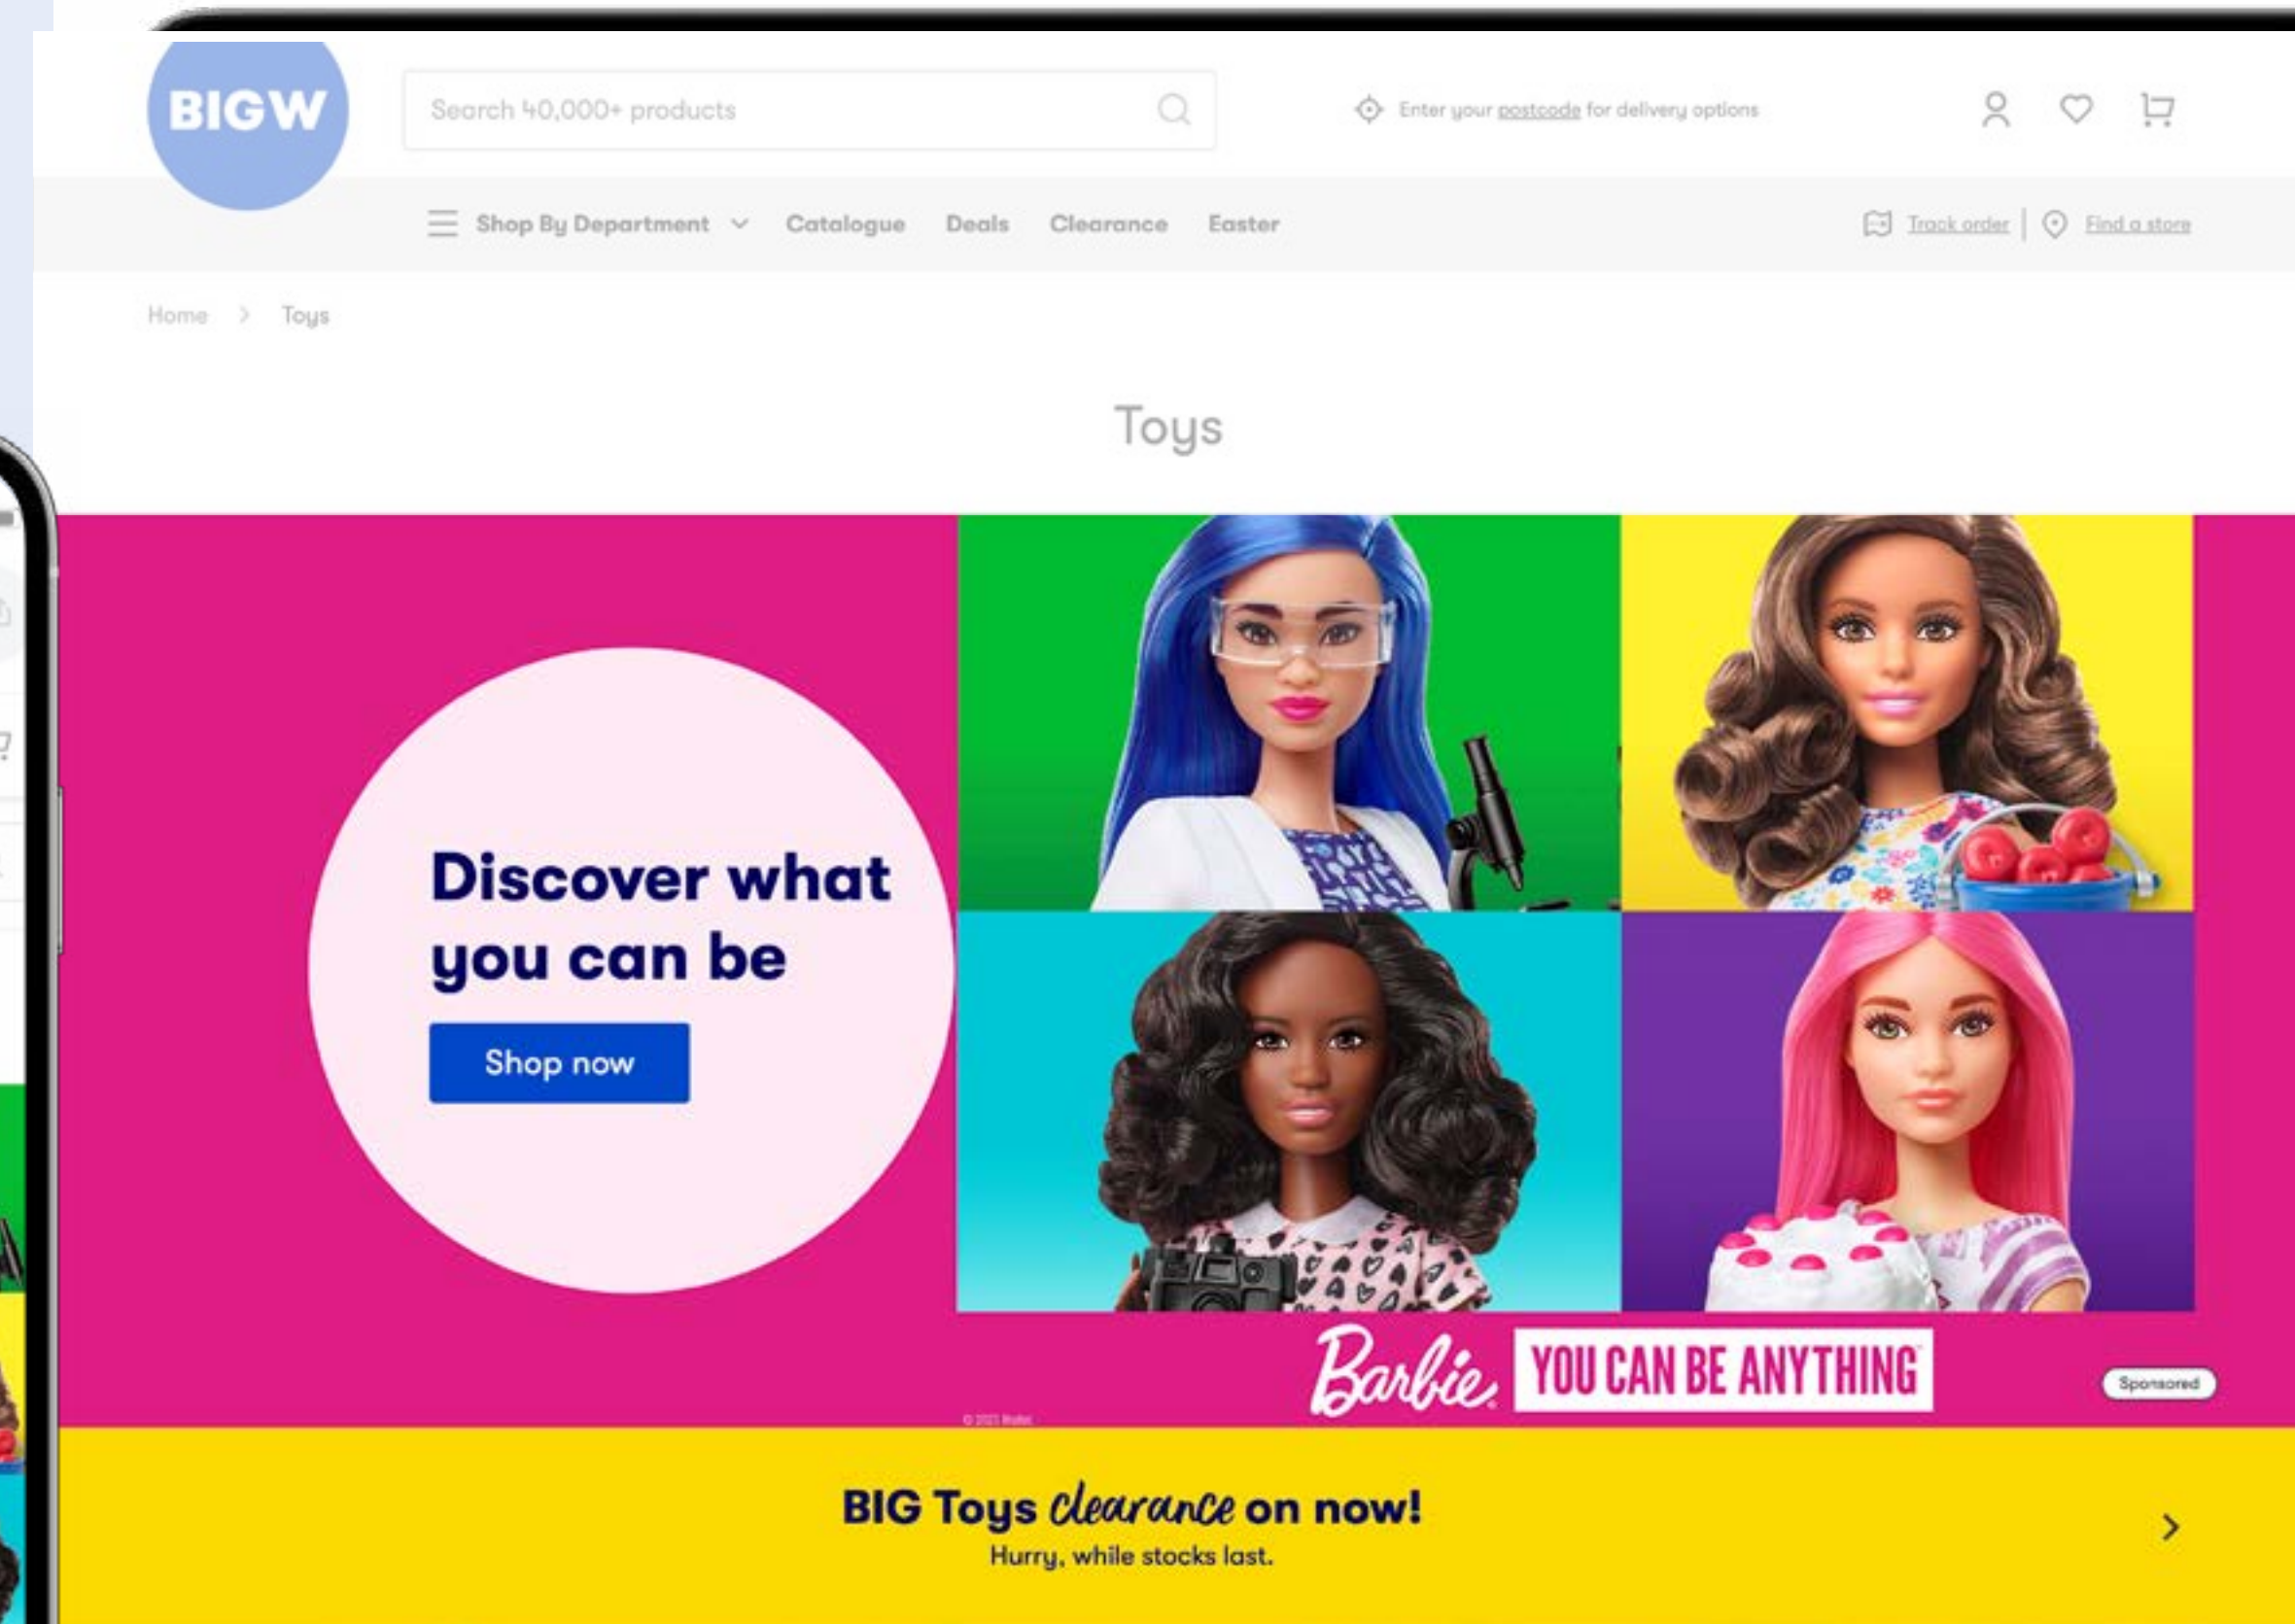 BIGW
Search 40,000+ products
Enter your postcode for delivery options
Shop By Department
Catalogue
Deals
Clearance
Easter
Track order
Find a store
Home > Toys
Toys
Discover what
you can be
Shop now
Barbie
YOU CAN BE ANYTHING
Sponsored
BIG Toys clearance on now!
Hurry, while stocks last.